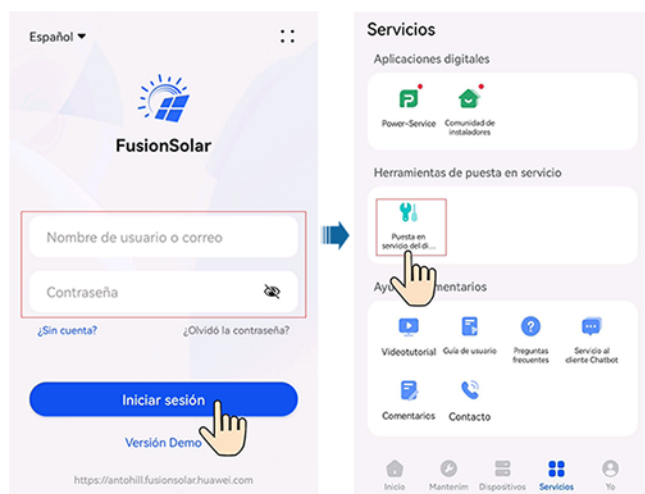 Español
FusionSolar
Nombre de usuario o correo
Contraseña
¿Sin cuenta?
¿Olvidó la contraseña?
Iniciar sesión
Versión Demo
https://antohill.fusionsolar.huawei.com
Servicios
Aplicaciones digitales
Power-Service
Comunidad de
instaladores
Herramientas de puesta en servicio
Puesta en
servicio del di...
mentarios
Videotutorial
Guía de usuario
Preguntas
frecuentes
Servicio al
cliente Chatbot
Comentarios
Contacto
Inicio
Mantenim
Dispositivos
Servicios
Yo